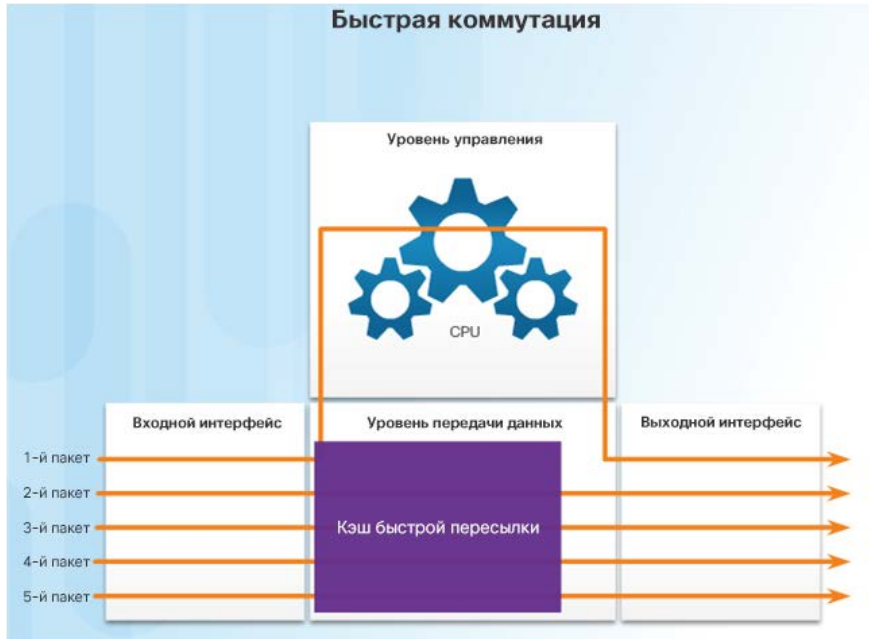 Быстрая коммутация
Уровень управления
CPU
Входной интерфейс
Уровень передачи данных
Выходной интерфейс
1-й пакет
2-й пакет
3-й пакет
Кэш быстрой пересылки
4-й пакет
5-й пакет